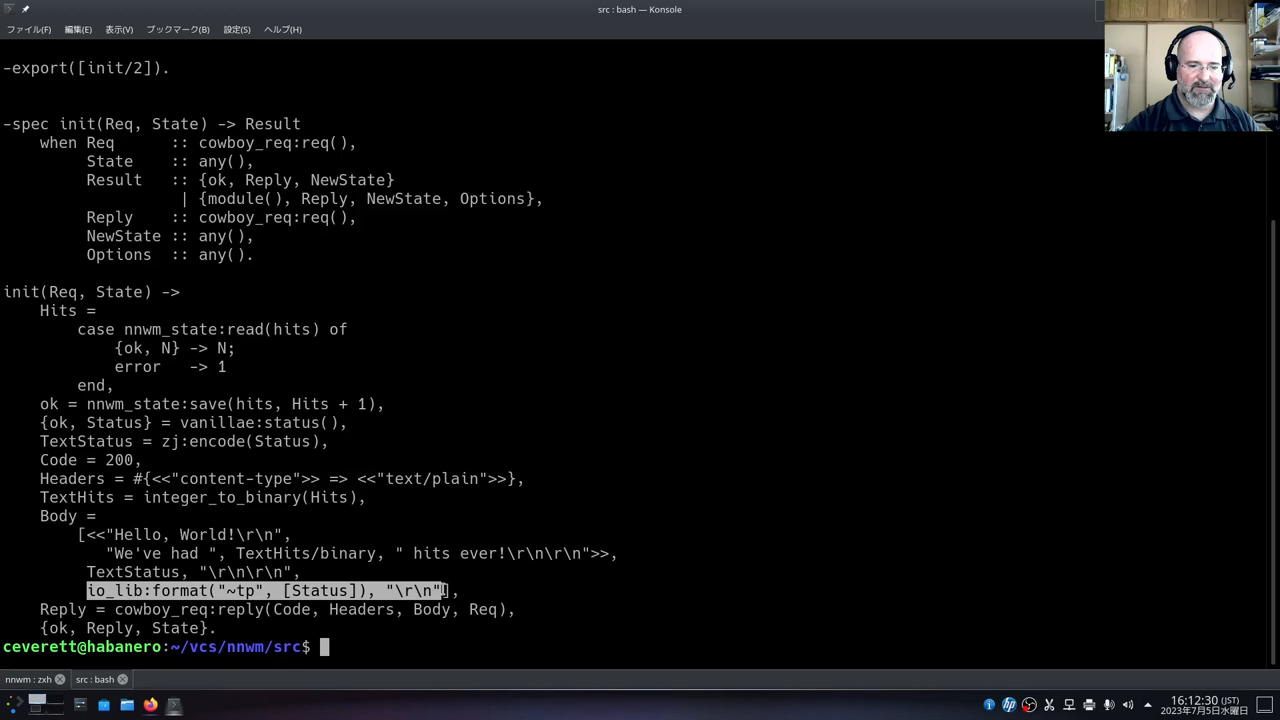 src : bash — Konsole
ファイル(F) 編集(E) 表示(V) ブックマーク(B) 設定(S) ヘルプ(H)
-export([init/2]).
-spec init(Req, State) -> Result
    when Req      :: cowboy_req:req(),
         State    :: any(),
         Result   :: {ok, Reply, NewState}
                   | {module(), Reply, NewState, Options},
         Reply    :: cowboy_req:req(),
         NewState :: any(),
         Options  :: any().
init(Req, State) ->
    Hits =
        case nnwm_state:read(hits) of
            {ok, N} -> N;
            error   -> 1
        end,
    ok = nnwm_state:save(hits, Hits + 1),
    {ok, Status} = vanillae:status(),
    TextStatus = zj:encode(Status),
    Code = 200,
    Headers = #{<<"content-type">> => <<"text/plain">>},
    TextHits = integer_to_binary(Hits),
    Body =
        [<<"Hello, World!\r\n",
           "We've had ", TextHits/binary, " hits ever!\r\n\r\n">>,
         TextStatus, "\r\n\r\n",
         io_lib:format("~tp", [Status]), "\r\n"],
    Reply = cowboy_req:reply(Code, Headers, Body, Req),
    {ok, Reply, State}.
ceverett@habanero:~/vcs/nnwm/src$
nnwm : zxh src : bash
16:12:30 (JST)
2023年7月5日水曜日